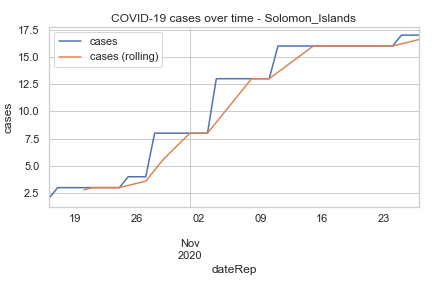 COVID-19 cases over time - Solomon_Islands
cases
cases (rolling)
17.5
15.0
12.5
10.0
7.5
5.0
2.5
cases
19
26
02
09
16
23
Nov
2020
dateRep